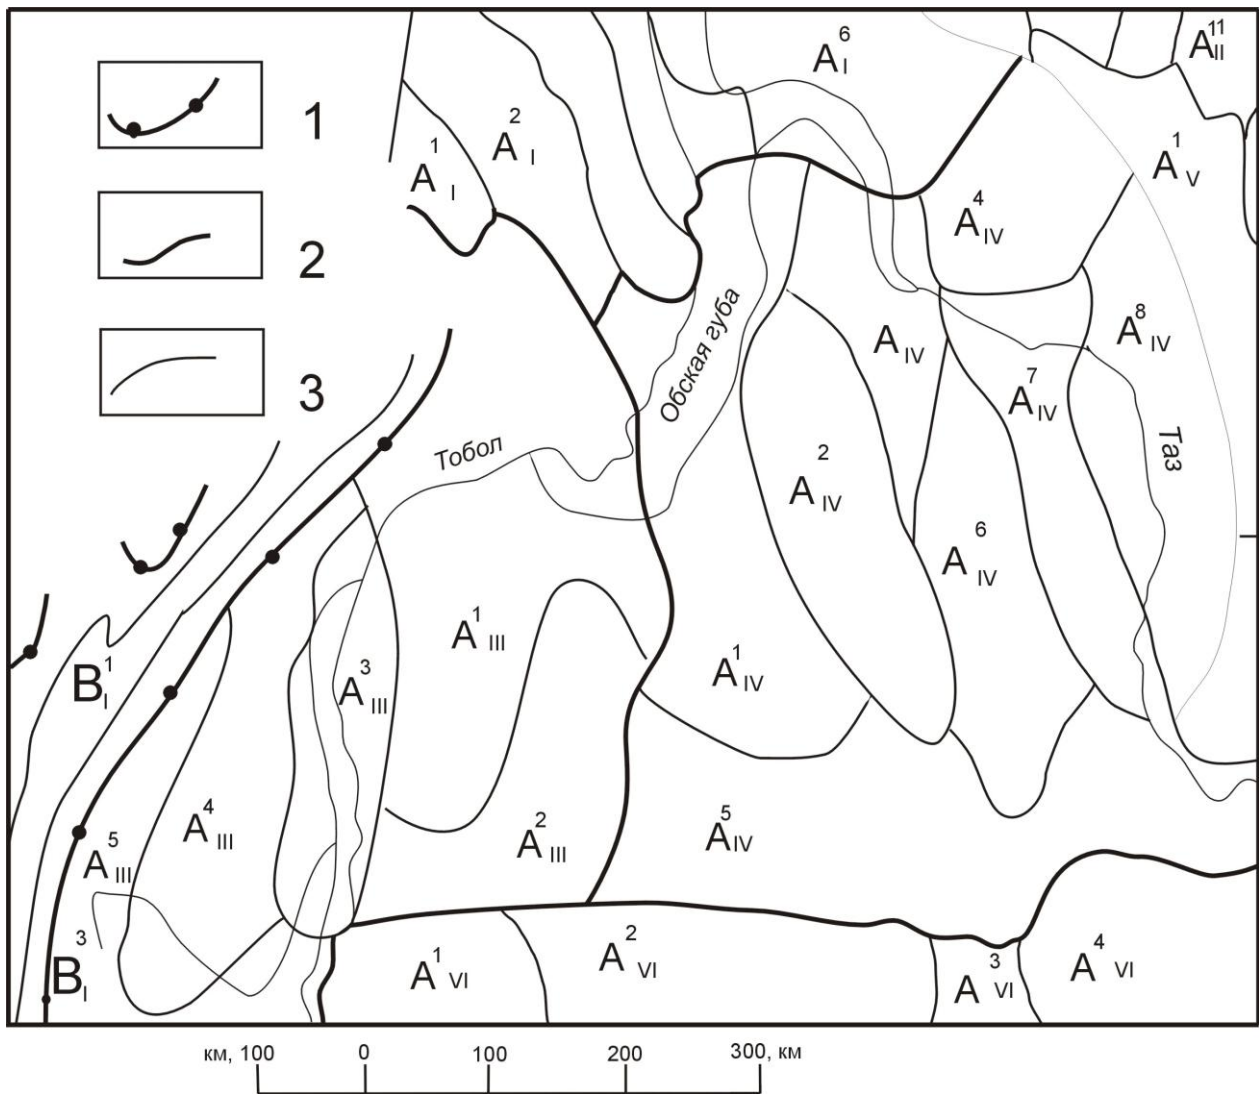 1
2
3
A 6 I
A 11 II
A 2 I
A 1 I
A 1 V
A 4 IV
Обская губа
A IV
A 8 IV
A 7 IV
Тобол
Таз
A 2 IV
A 6 IV
A 1 III
A 3 III
A 1 IV
B 1 I
A 4 III
A 5 III
A 2 III
A 5 IV
B 3 I
A 1 VI
A 2 VI
A 3 VI
A 4 VI
км, 100 0 100 200 300, км